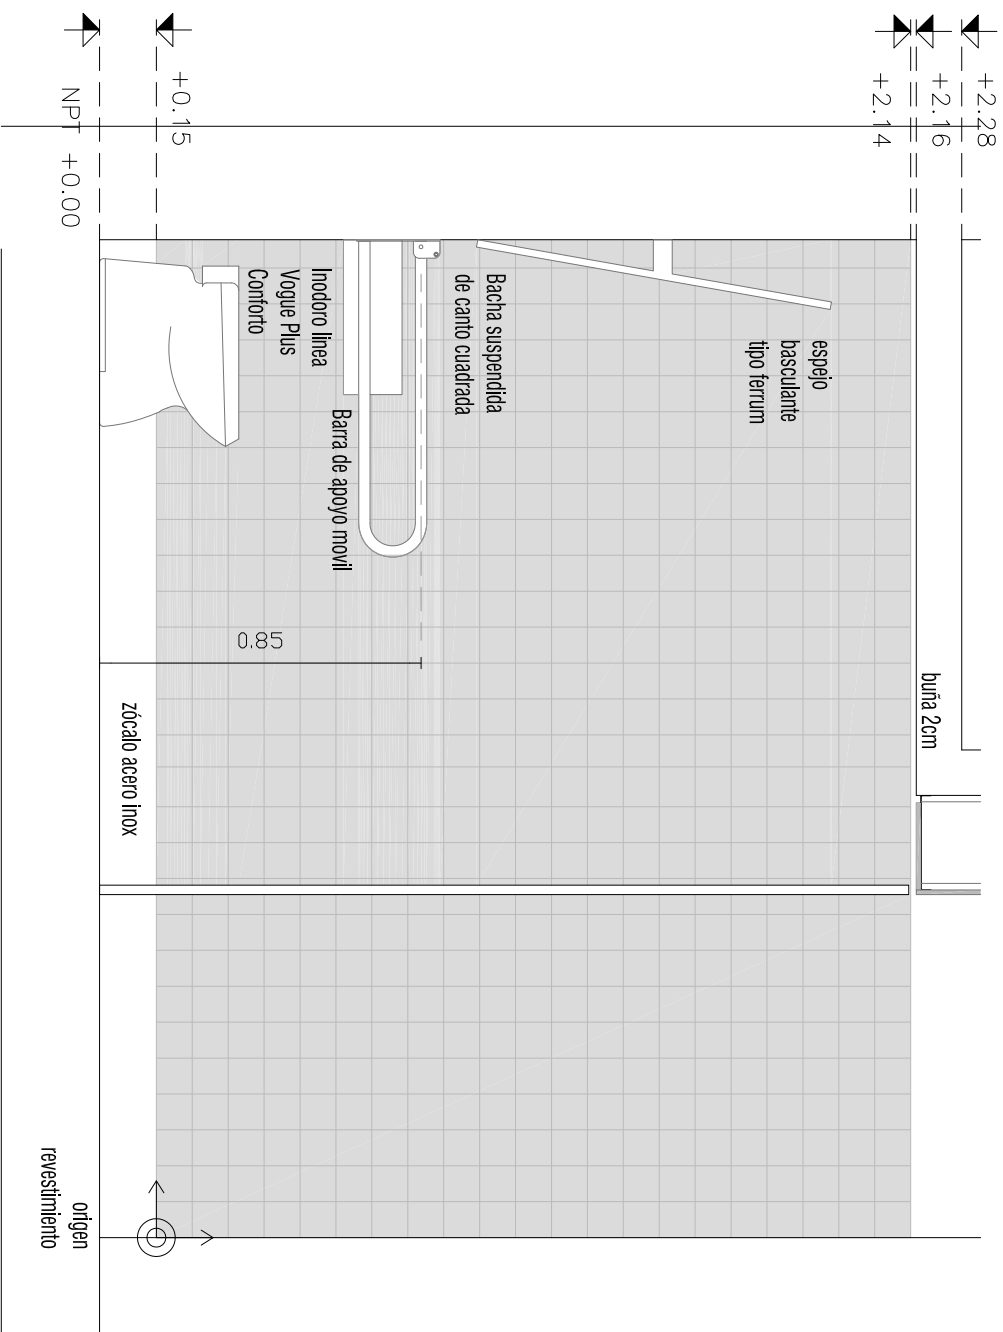 +2.28
+2.16
+2.14
+0.15
NPT +0.00
espejo
basculante
tipo ferrum
Bacha suspendida
de canto cuadrada
Inodoro linea
Vogue Plus
Conforto
Barra de apoyo movil
0.85
buña 2cm
zócalo acero inox
origen
revestimiento